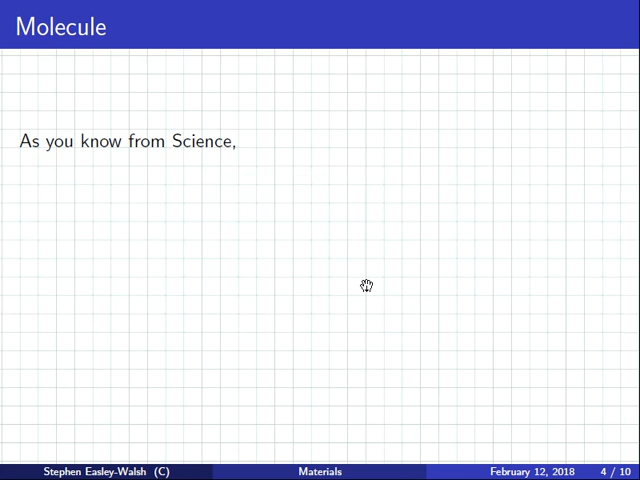 Molecule
As you know from Science,
Stephen Easley-Walsh (C) Materials February 12, 2018 4 / 10